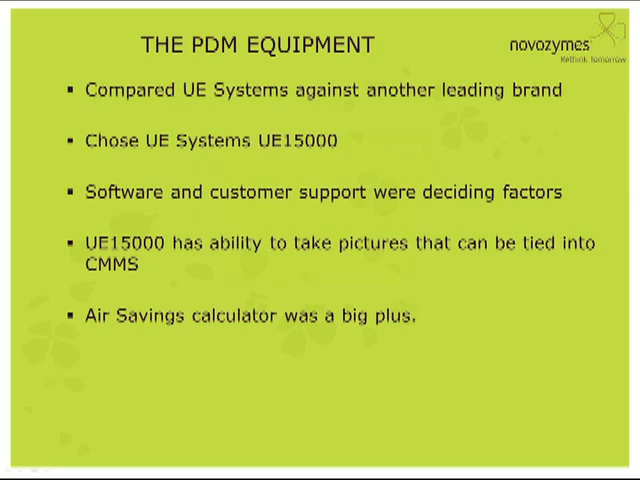 THE PDM EQUIPMENT
novozymes
Rethink tomorrow
▪ Compared UE Systems against another leading brand
▪ Chose UE Systems UE15000
▪ Software and customer support were deciding factors
▪ UE15000 has ability to take pictures that can be tied into
CMMS
▪ Air Savings calculator was a big plus.